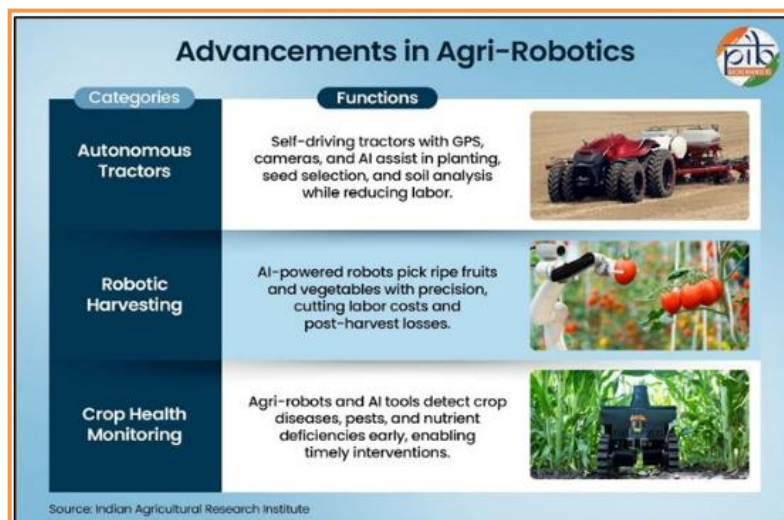 Advancements in Agri-Robotics
pib
Categories
Functions
Autonomous
Tractors
Self-driving tractors with GPS,
cameras, and AI assist in planting,
seed selection, and soil analysis
while reducing labor.
Robotic
Harvesting
AI-powered robots pick ripe fruits
and vegetables with precision,
cutting labor costs and
post-harvest losses.
Crop Health
Monitoring
Agri-robots and AI tools detect crop
diseases, pests, and nutrient
deficiencies early, enabling
timely interventions.
Source: Indian Agricultural Research Institute